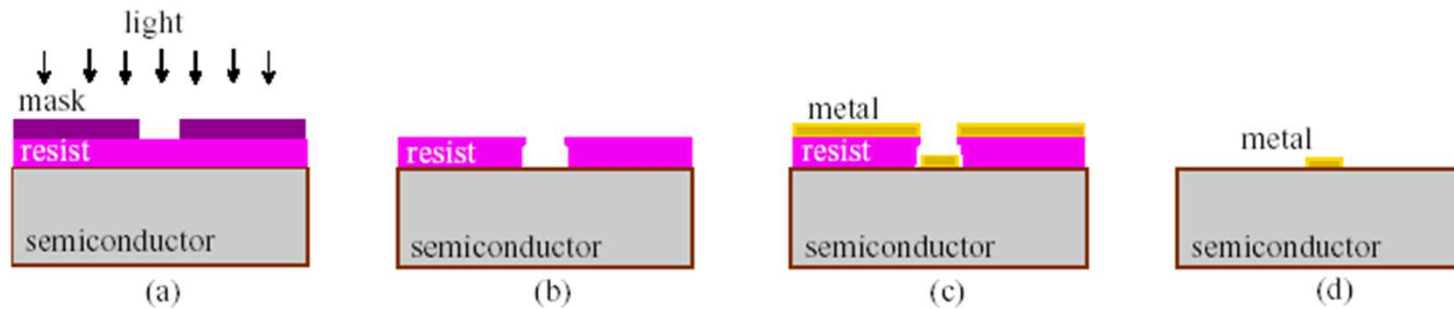 light
mask
resist
semiconductor
(a)
resist
semiconductor
(b)
metal
resist
semiconductor
(c)
metal
semiconductor
(d)